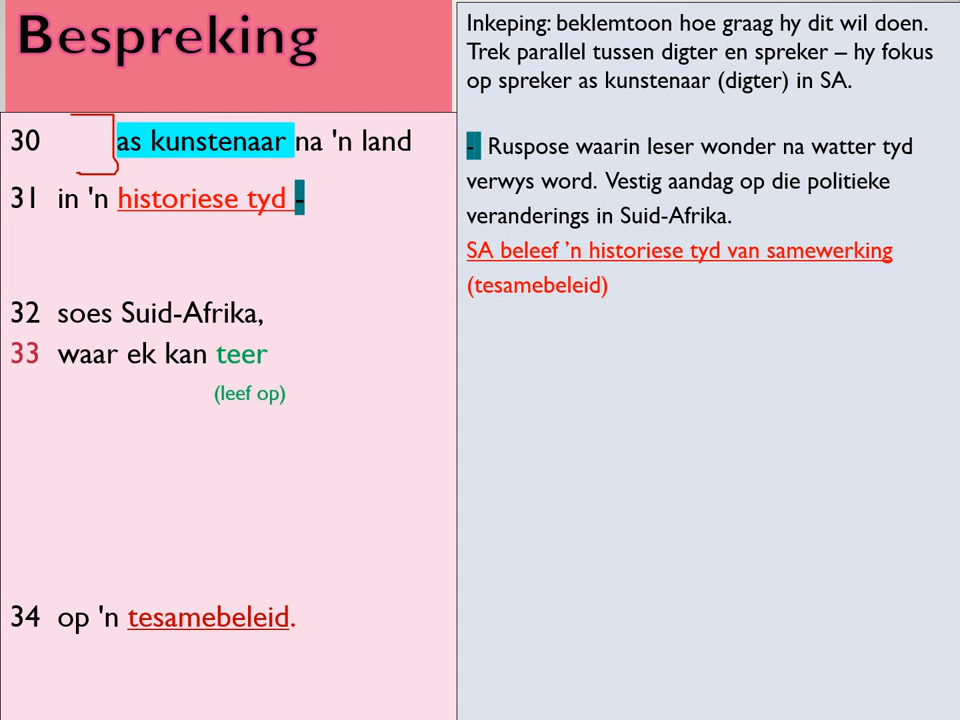 Bespreking
30 as kunstenaar na 'n land
31 in 'n historiese tyd -
32 soes Suid-Afrika,
33 waar ek kan teer
(leef op)
34 op 'n tesamebeleid.
Inkeping: beklemtoon hoe graag hy dit wil doen.
Trek parallel tussen digter en spreker – hy fokus
op spreker as kunstenaar (digter) in SA.
- Ruspose waarin leser wonder na watter tyd
verwys word. Vestig aandag op die politieke
veranderings in Suid-Afrika.
SA beleef ’n historiese tyd van samewerking
(tesamebeleid)